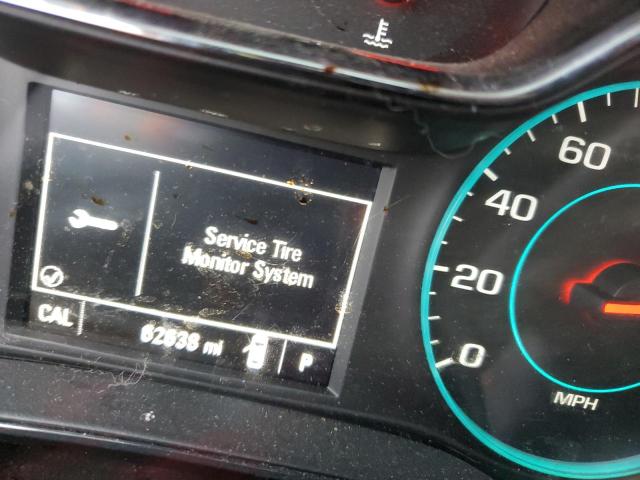 Service Tire
Monitor System
CAL
62638 mi
P
60
40
20
0
MPH